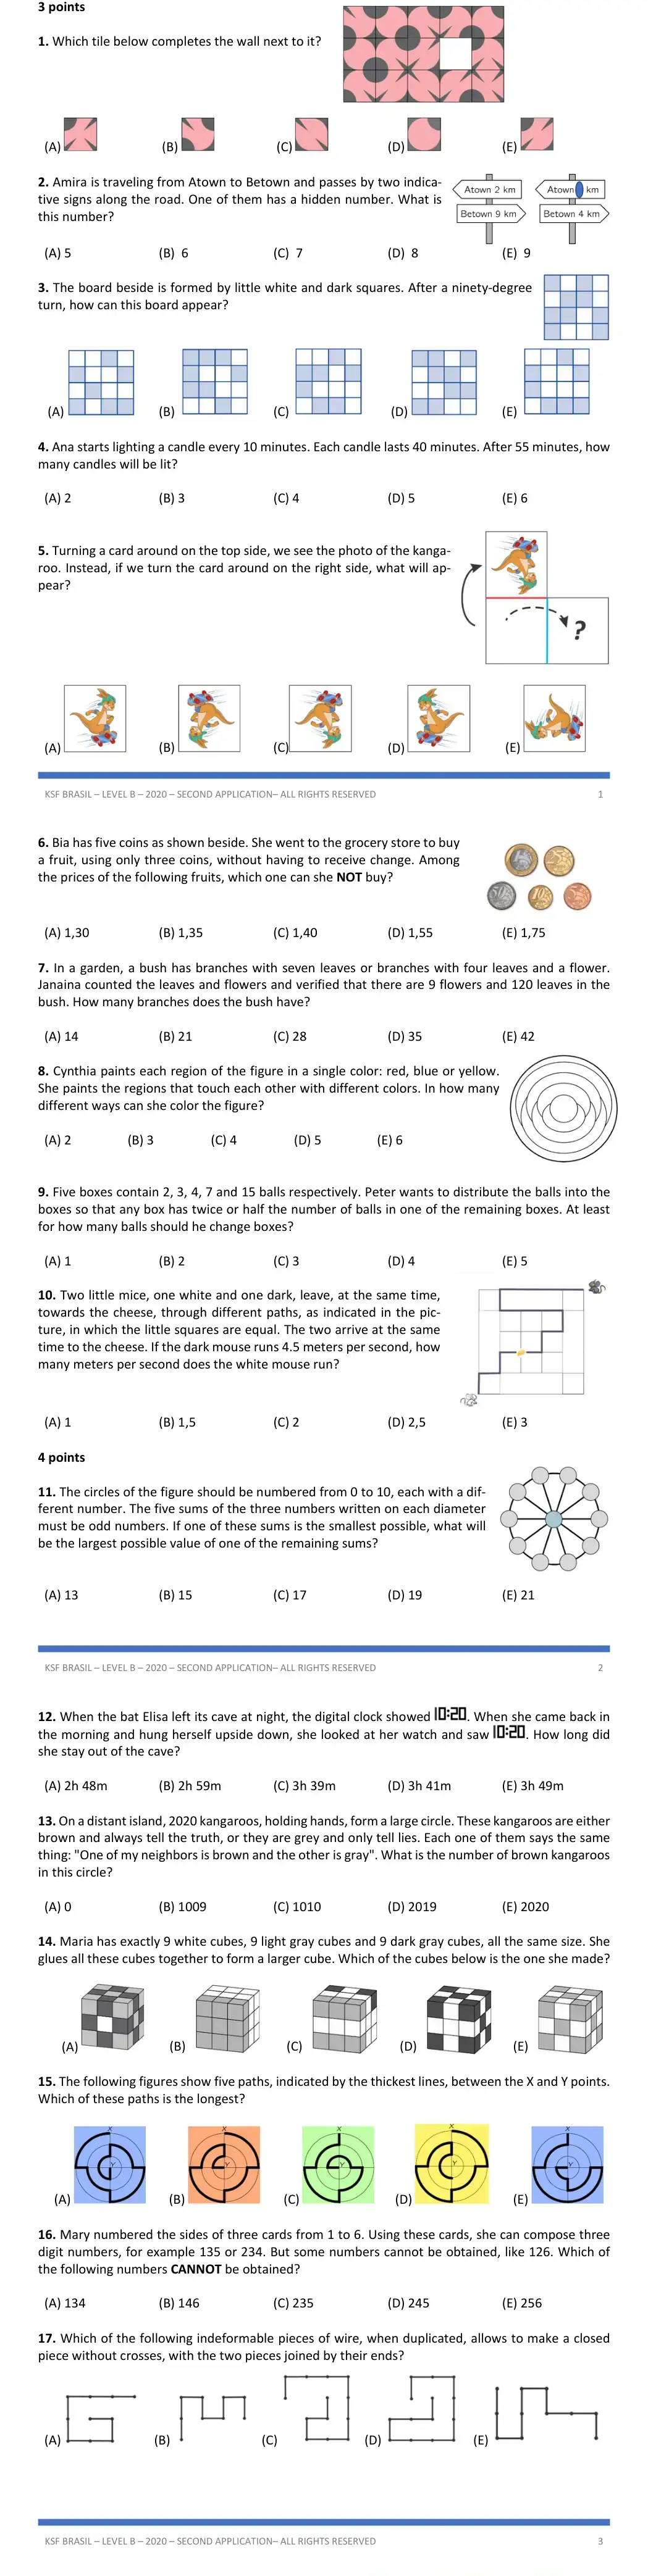 3 points
1. Which tile below completes the wall next to it?
(A) (B) (C) (D) (E)
2. Amira is traveling from Atown to Betown and passes by two indica-
tive signs along the road. One of them has a hidden number. What is
this number?
Atown 2 km
Betown 9 km
Atown km
Betown 4 km
(A) 5 (B) 6 (C) 7 (D) 8 (E) 9
3. The board beside is formed by little white and dark squares. After a ninety-degree
turn, how can this board appear?
(A) (B) (C) (D) (E)
4. Ana starts lighting a candle every 10 minutes. Each candle lasts 40 minutes. After 55 minutes, how
many candles will be lit?
(A) 2 (B) 3 (C) 4 (D) 5 (E) 6
5. Turning a card around on the top side, we see the photo of the kanga-
roo. Instead, if we turn the card around on the right side, what will ap-
pear?
?
(A) (B) (C) (D) (E)
KSF BRASIL – LEVEL B – 2020 – SECOND APPLICATION– ALL RIGHTS RESERVED 1
6. Bia has five coins as shown beside. She went to the grocery store to buy
a fruit, using only three coins, without having to receive change. Among
the prices of the following fruits, which one can she NOT buy?
(A) 1,30 (B) 1,35 (C) 1,40 (D) 1,55 (E) 1,75
7. In a garden, a bush has branches with seven leaves or branches with four leaves and a flower.
Janaina counted the leaves and flowers and verified that there are 9 flowers and 120 leaves in the
bush. How many branches does the bush have?
(A) 14 (B) 21 (C) 28 (D) 35 (E) 42
8. Cynthia paints each region of the figure in a single color: red, blue or yellow.
She paints the regions that touch each other with different colors. In how many
different ways can she color the figure?
(A) 2 (B) 3 (C) 4 (D) 5 (E) 6
9. Five boxes contain 2, 3, 4, 7 and 15 balls respectively. Peter wants to distribute the balls into the
boxes so that any box has twice or half the number of balls in one of the remaining boxes. At least
for how many balls should he change boxes?
(A) 1 (B) 2 (C) 3 (D) 4 (E) 5
10. Two little mice, one white and one dark, leave, at the same time,
towards the cheese, through different paths, as indicated in the pic-
ture, in which the little squares are equal. The two arrive at the same
time to the cheese. If the dark mouse runs 4.5 meters per second, how
many meters per second does the white mouse run?
(A) 1 (B) 1,5 (C) 2 (D) 2,5 (E) 3
4 points
11. The circles of the figure should be numbered from 0 to 10, each with a dif-
ferent number. The five sums of the three numbers written on each diameter
must be odd numbers. If one of these sums is the smallest possible, what will
be the largest possible value of one of the remaining sums?
(A) 13 (B) 15 (C) 17 (D) 19 (E) 21
KSF BRASIL – LEVEL B – 2020 – SECOND APPLICATION– ALL RIGHTS RESERVED 2
12. When the bat Elisa left its cave at night, the digital clock showed 10:20. When she came back in
the morning and hung herself upside down, she looked at her watch and saw 10:20. How long did
she stay out of the cave?
(A) 2h 48m (B) 2h 59m (C) 3h 39m (D) 3h 41m (E) 3h 49m
13. On a distant island, 2020 kangaroos, holding hands, form a large circle. These kangaroos are either
brown and always tell the truth, or they are grey and only tell lies. Each one of them says the same
thing: "One of my neighbors is brown and the other is gray". What is the number of brown kangaroos
in this circle?
(A) 0 (B) 1009 (C) 1010 (D) 2019 (E) 2020
14. Maria has exactly 9 white cubes, 9 light gray cubes and 9 dark gray cubes, all the same size. She
glues all these cubes together to form a larger cube. Which of the cubes below is the one she made?
(A) (B) (C) (D) (E)
15. The following figures show five paths, indicated by the thickest lines, between the X and Y points.
Which of these paths is the longest?
X X X X X
Y Y Y Y Y
(A) (B) (C) (D) (E)
16. Mary numbered the sides of three cards from 1 to 6. Using these cards, she can compose three
digit numbers, for example 135 or 234. But some numbers cannot be obtained, like 126. Which of
the following numbers CANNOT be obtained?
(A) 134 (B) 146 (C) 235 (D) 245 (E) 256
17. Which of the following indeformable pieces of wire, when duplicated, allows to make a closed
piece without crosses, with the two pieces joined by their ends?
(A) (B) (C) (D) (E)
KSF BRASIL – LEVEL B – 2020 – SECOND APPLICATION– ALL RIGHTS RESERVED 3